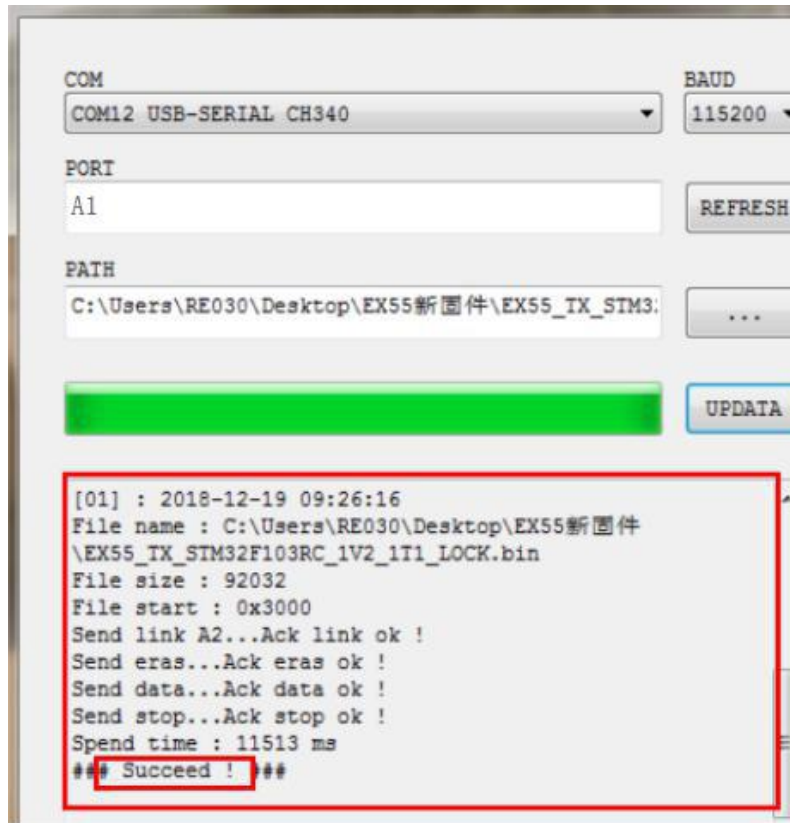 COM
BAUD
COM12 USB-SERIAL CH340
115200
PORT
A1
REFRESH
PATH
C:\Users\RE030\Desktop\EX55新固件\EX55_TX_STM3
...
UPDATA
[01] : 2018-12-19 09:26:16
File name : C:\Users\RE030\Desktop\EX55新固件
\EX55_TX_STM32F103RC_1V2_1T1_LOCK.bin
File size : 92032
File start : 0x3000
Send link A2...Ack link ok !
Send eras...Ack eras ok !
Send data...Ack data ok !
Send stop...Ack stop ok !
Spend time : 11513 ms
### Succeed ! ###